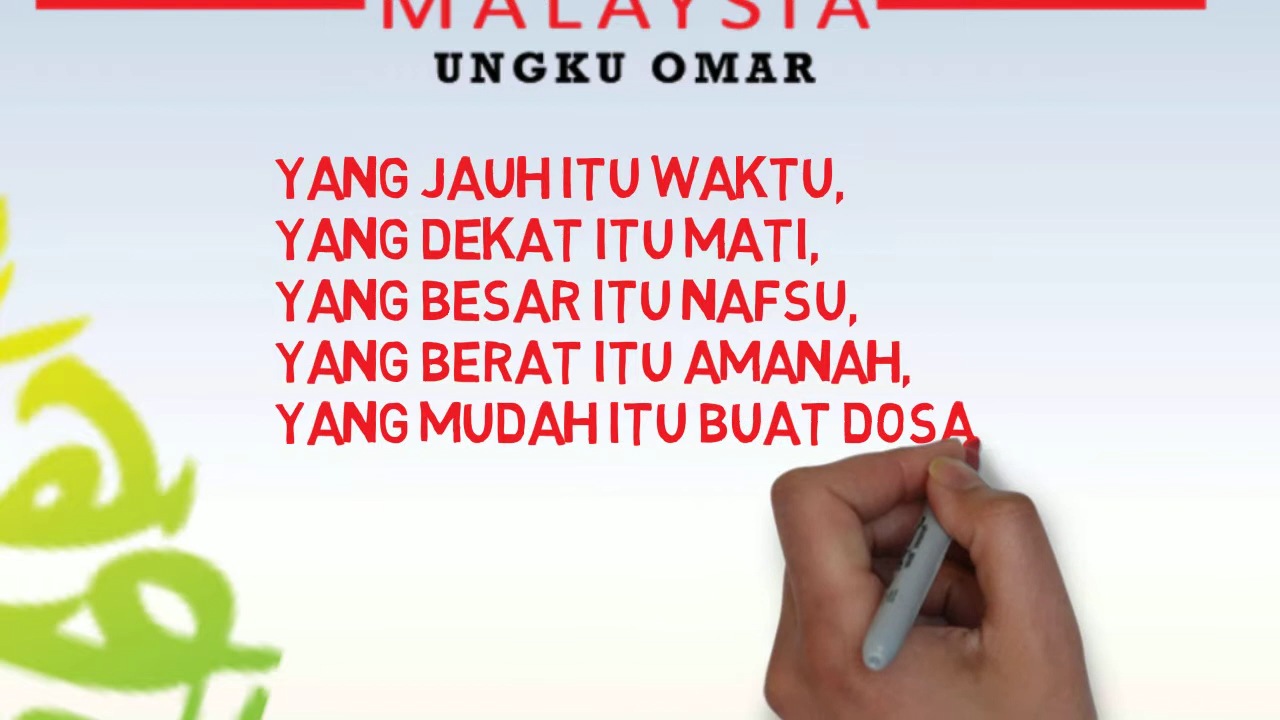 MALAYSIA
UNGKU OMAR
YANG JAUH ITU WAKTU,
YANG DEKAT ITU MATI,
YANG BESAR ITU NAFSU,
YANG BERAT ITU AMANAH,
YANG MUDAH ITU BUAT DOSA